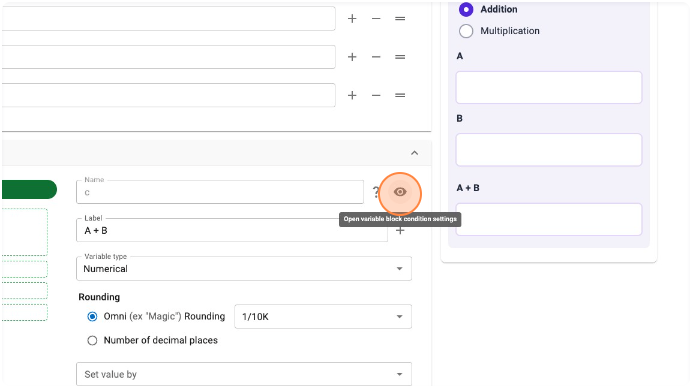 Addition
Multiplication
A
B
A + B
Name
c
?
Open variable block condition settings
Label
A + B
Variable type
Numerical
Rounding
Omni (ex "Magic") Rounding
1/10K
Number of decimal places
Set value by